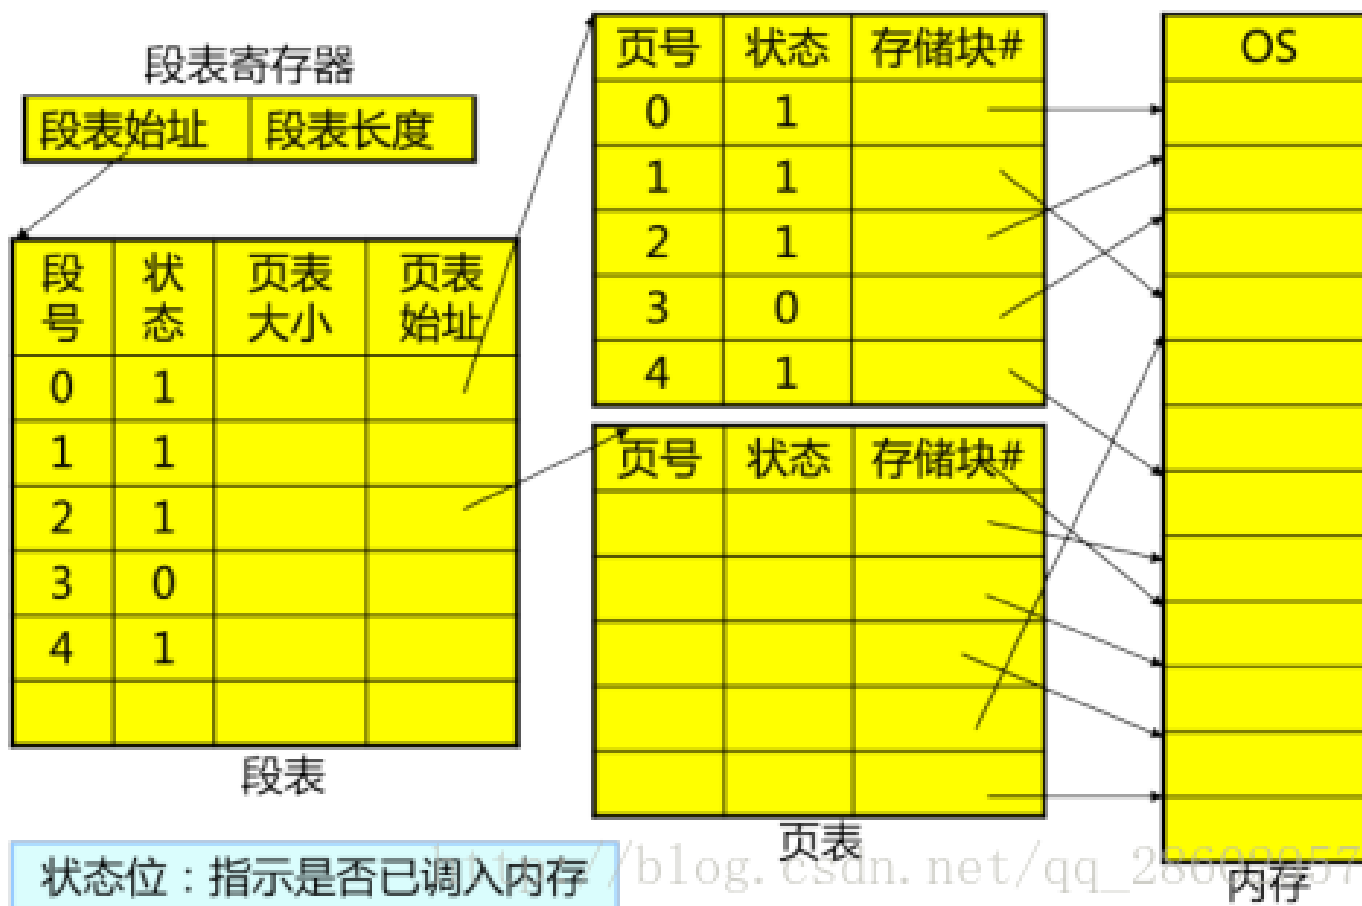 段表寄存器
段表始址 段表长度
段号 状态 页表大小 页表始址
0 1
1 1
2 1
3 0
4 1
段表
页号 状态 存储块#
0 1
1 1
2 1
3 0
4 1
页号 状态 存储块#
页表
OS
内存
状态位：指示是否已调入内存